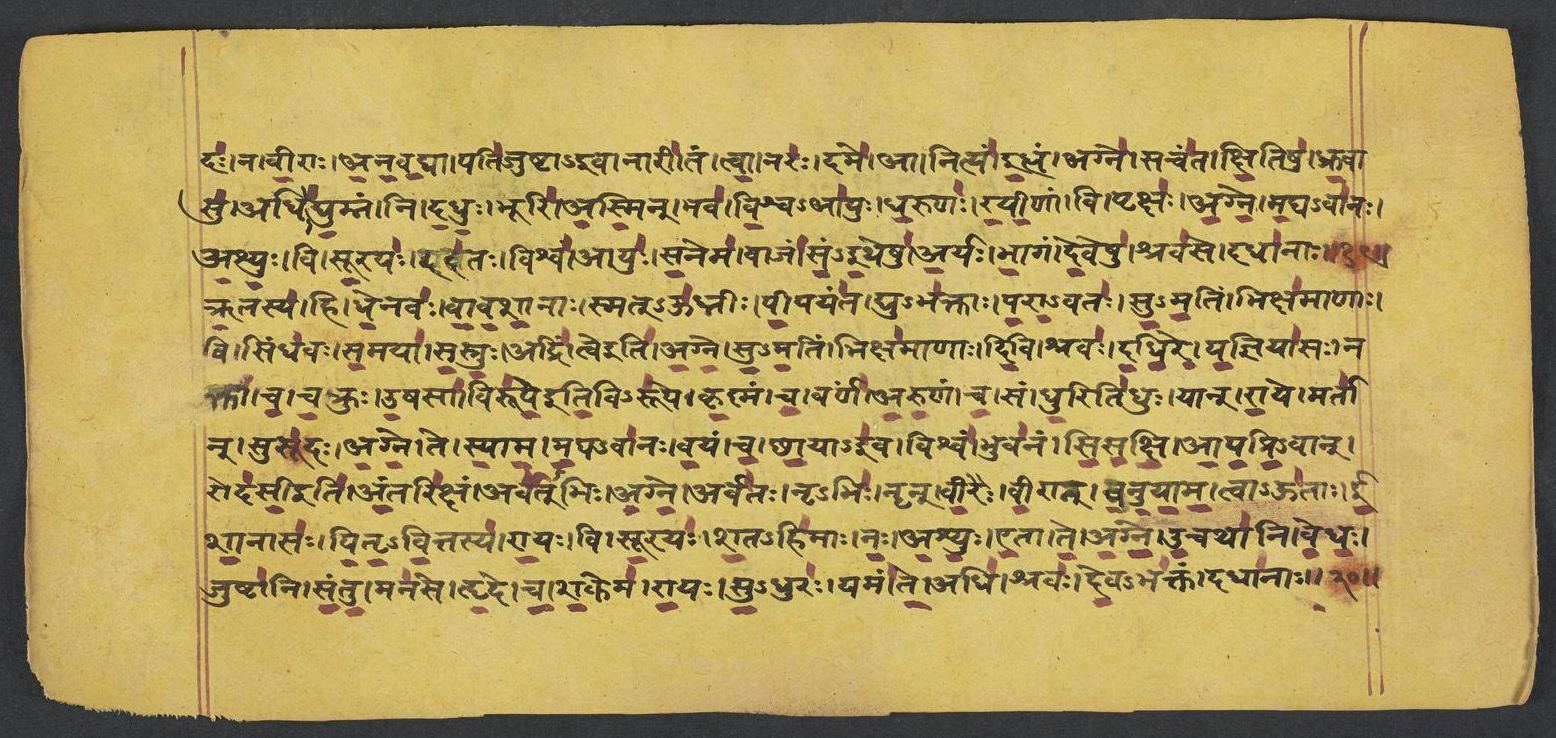 दः।न।वीराः।अनवद्या।पतिजुष्टाऽइव।नारी।तं।त्वा।नरः।दमे।आ।नित्यं।इद्धं।अग्ने।सचंत।क्षितिषु।ध्रुवा
सु।अधि।द्युम्नं।नि।दधुः।भूरि।अस्मिन्।भव।विश्वऽआयुः।धरुणः।रयीणां।वि।पृक्षः।अग्ने।मघऽवानः।
अश्युः।वि।सूरयः।ददतः।विश्वं।आयुः।सनेम।वाजं।संऽइथेषु।अर्यः।भागं।देवेषु।श्रवसे।दधानाः॥१९॥
ऋतस्य।हि।धेनवः।वावशानाः।स्मत्ऽऊध्नीः।पीपयंत।द्युऽभक्ताः।पराऽवतः।सुऽमतिं।भिक्षमाणाः।
वि।सिंधवः।समया।सस्रुः।अद्रिं।त्वेइति।अग्ने।सुऽमतिं।भिक्षमाणाः।दिवि।श्रवः।दधिरे।यज्ञियासः।न
क्ता।च।चक्रुः।उषसा।विरूपेइतिविऽरूपे।कृष्णं।च।वर्णं।अरुणं।च।सं।धुरितिधुः।यान्।राये।मर्ता
न्।सुसूदः।अग्ने।ते।स्याम।मघऽवानः।वयं।च।छायाऽइव।विश्वं।भुवनं।सिसक्षि।आपप्रिऽवान्।
रोदसीइति।अंतरिक्षं।अर्वत्ऽभिः।अग्ने।अर्वतः।नृऽभिः।नॄन्।वीरैः।वीरान्।वनुयाम।त्वाऽऊताः।ई
शानासः।पितृऽवित्तस्य।रायः।वि।सूरयः।शतऽहिमाः।नः।अश्युः।एता।ते।अग्ने।उचथानि।वेधः।
जुष्टानि।संतु।मनसे।हृदे।च।शकेम।रायः।सुऽधुरः।यमं।ते।अधि।श्रवः।देवऽभक्तं।दधानाः॥२०॥